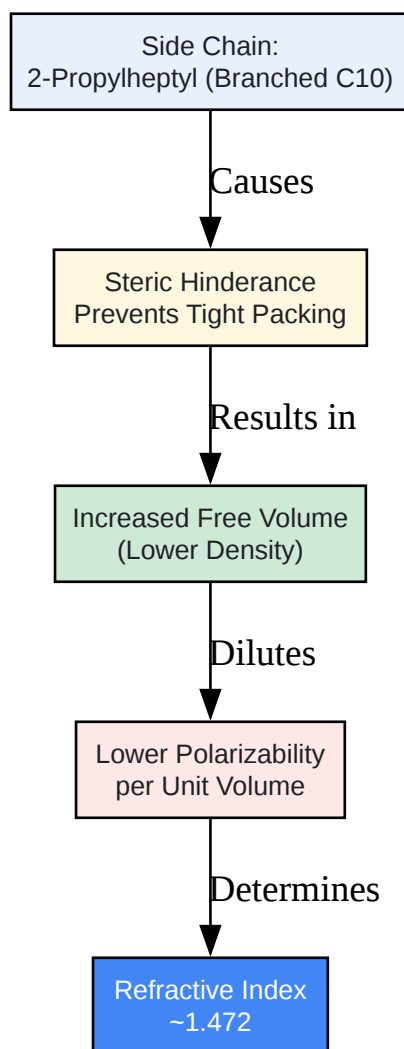 Side Chain:
2-Propylheptyl (Branched C10)
Causes
Steric Hinderance
Prevents Tight Packing
Results in
Increased Free Volume
(Lower Density)
Dilutes
Lower Polarizability
per Unit Volume
Determines
Refractive Index
~1.472